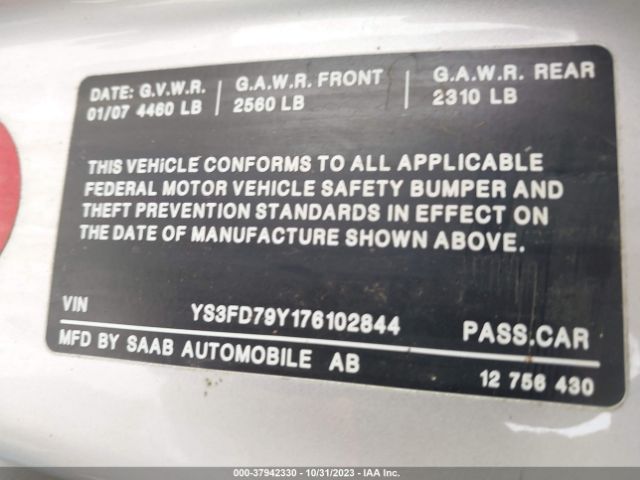 DATE: G.V.W.R. G.A.W.R. FRONT G.A.W.R. REAR
01/07 4460 LB 2560 LB 2310 LB
THIS VEHICLE CONFORMS TO ALL APPLICABLE
FEDERAL MOTOR VEHICLE SAFETY BUMPER AND
THEFT PREVENTION STANDARDS IN EFFECT ON
THE DATE OF MANUFACTURE SHOWN ABOVE.
VIN YS3FD79Y176102844 PASS.CAR
MFD BY SAAB AUTOMOBILE AB
12 756 430
000-37942330 - 10/31/2023 - IAA Inc.